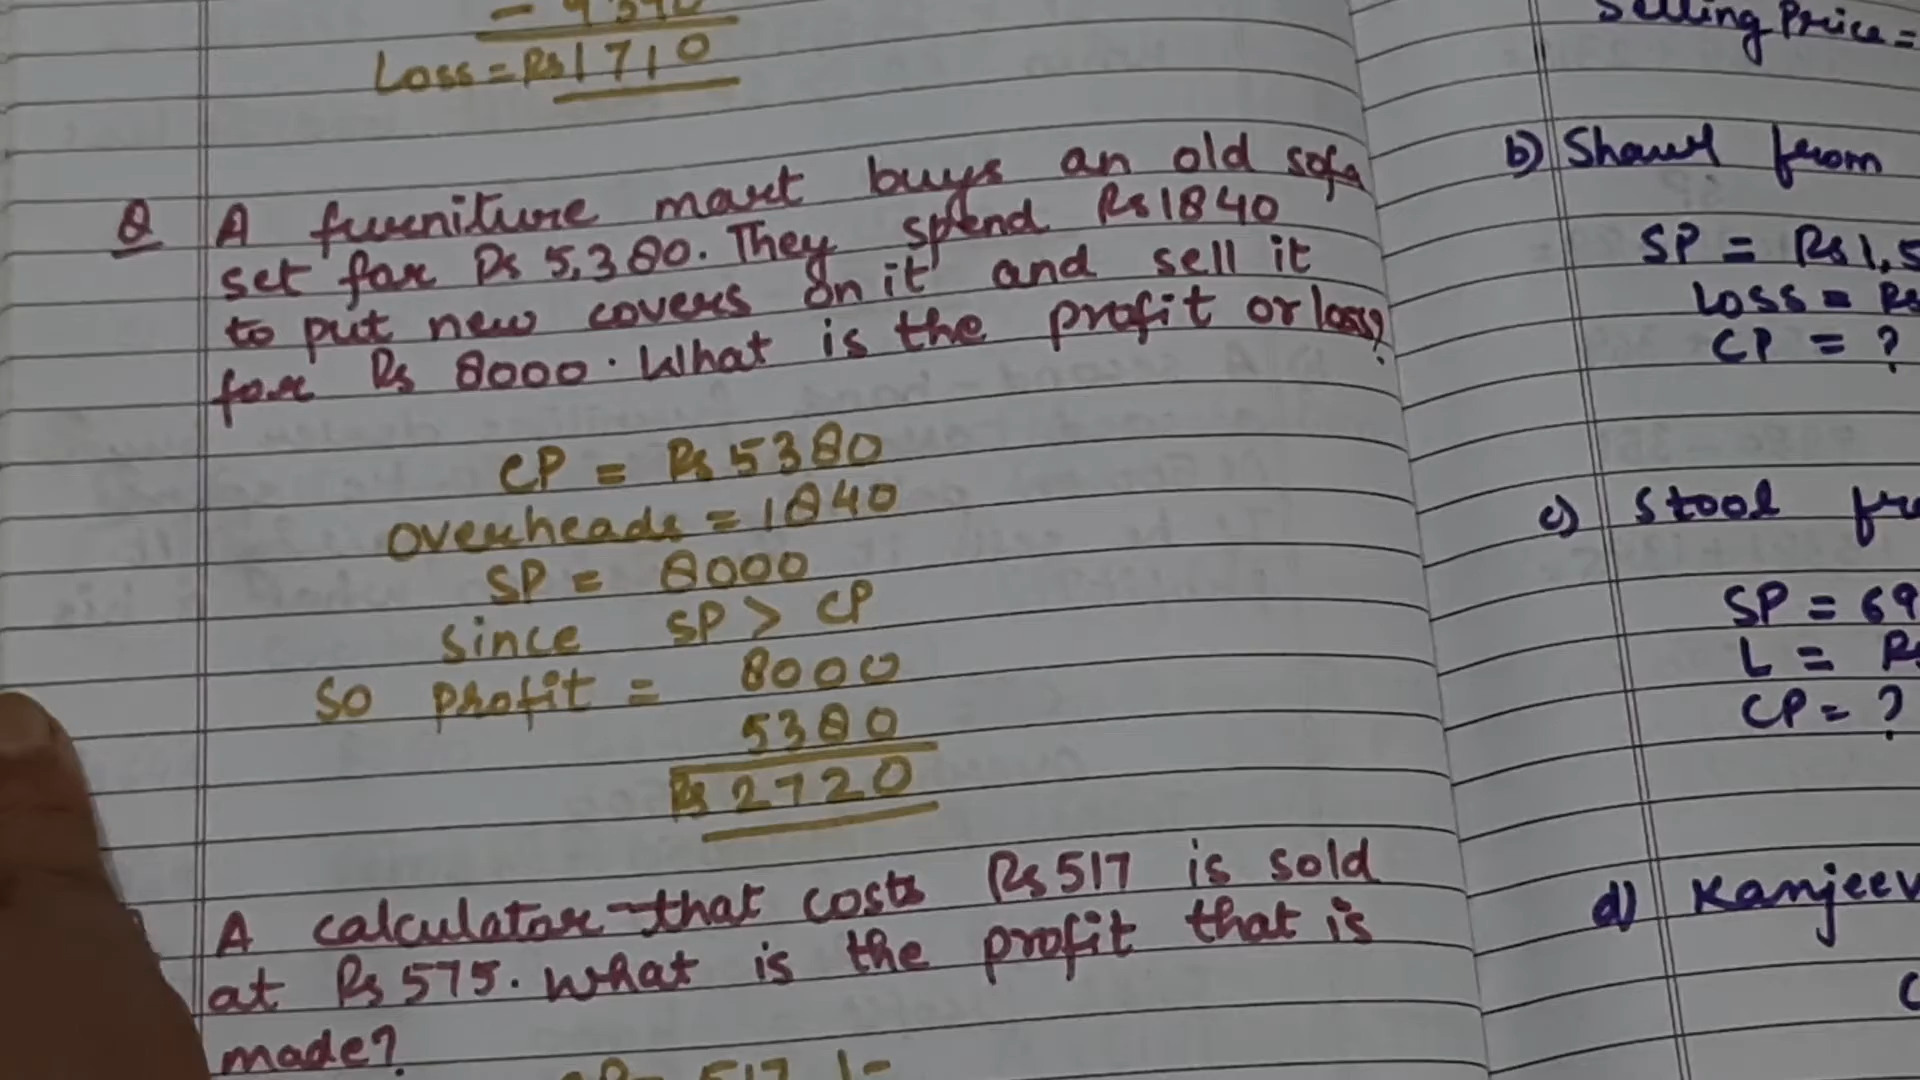 Loss = Rs 1710
Q A furniture mart buys an old sofa
set for Rs 5,380. They spend Rs 1840
to put new covers on it and sell it
for Rs 8000. What is the profit or loss?
CP = Rs 5380
overheads = 1840
SP = 8000
since SP > CP
So profit = 8000
5380
Rs 2720
A calculator that costs Rs 517 is sold
at Rs 575. What is the profit that is
made?
Selling Price =
b) Shawl from
SP = Rs 1,5
Loss = Rs
CP = ?
c) Stool
SP = 69
L = Rs
CP = ?
d)